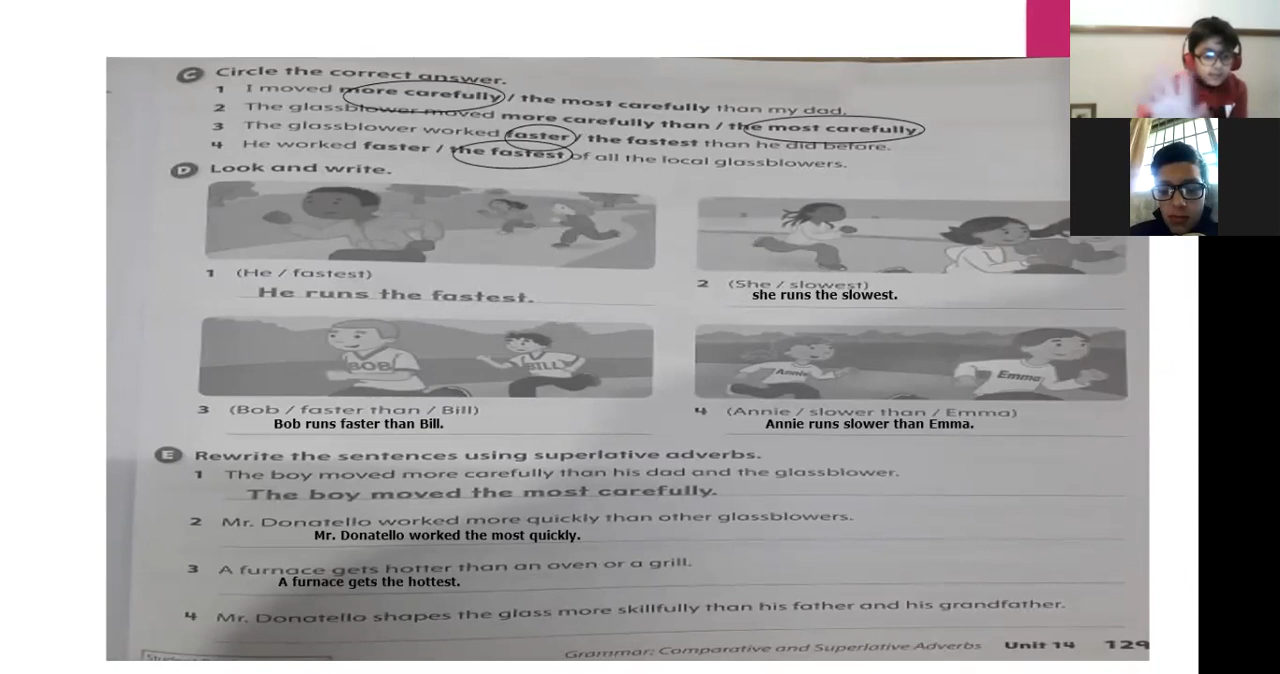 C Circle the correct answer.
1 I moved more carefully / the most carefully than my dad.
2 The glassblower moved more carefully than / the most carefully
3 The glassblower worked faster / the fastest than he did before.
4 He worked faster / the fastest of all the local glassblowers.
D Look and write.
1 (He / fastest)
He runs the fastest.
2 (She / slowest)
she runs the slowest.
BOB
BILL
Annie
Emma
3 (Bob / faster than / Bill)
Bob runs faster than Bill.
4 (Annie / slower than / Emma)
Annie runs slower than Emma.
E Rewrite the sentences using superlative adverbs.
1 The boy moved more carefully than his dad and the glassblower.
The boy moved the most carefully.
2 Mr. Donatello worked more quickly than other glassblowers.
Mr. Donatello worked the most quickly.
3 A furnace gets hotter than an oven or a grill.
A furnace gets the hottest.
4 Mr. Donatello shapes the glass more skillfully than his father and his grandfather.
Grammar: Comparative and Superlative Adverbs Unit 14 129